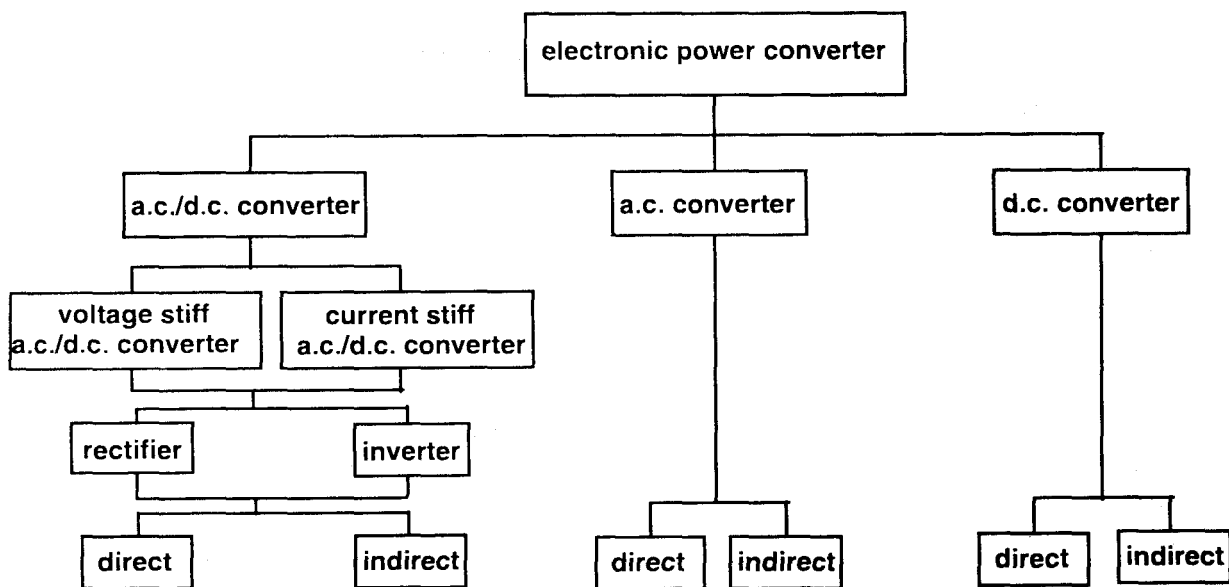 electronic power converter
a.c./d.c. converter
a.c. converter
d.c. converter
voltage stiff
a.c./d.c. converter
current stiff
a.c./d.c. converter
rectifier
inverter
direct
indirect
direct
indirect
direct
indirect